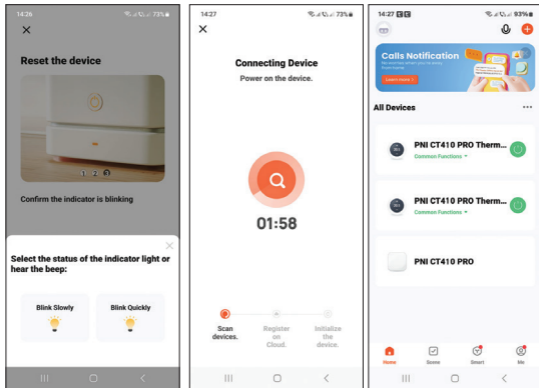 14:26
73%
Reset the device
1 2 3
Confirm the indicator is blinking
Select the status of the indicator light or
hear the beep:
Blink Slowly
Blink Quickly
14:27
73%
Connecting Device
Power on the device.
01:58
Scan
devices.
Register
on
Cloud.
Initialize
the
device.
14:27
93%
Calls Notification
All Devices
PNI CT410 PRO Therm...
Common Functions
PNI CT410 PRO Therm...
Common Functions
PNI CT410 PRO
Home
Scene
Smart
Me